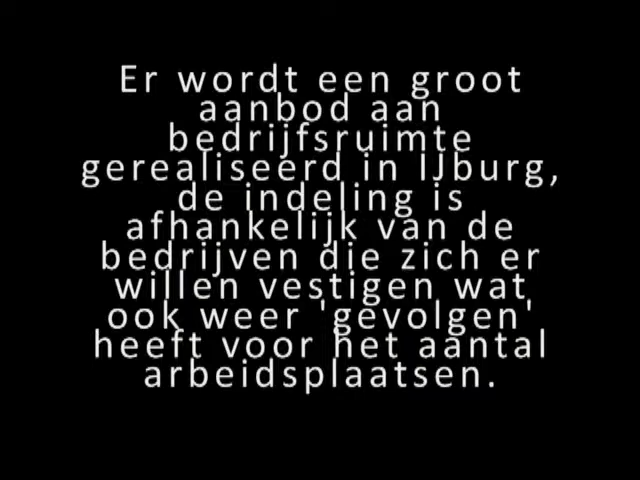 Er wordt een groot
aanbod aan
bedrijfsruimte
gerealiseerd in IJburg,
de indeling is
afhankelijk van de
bedrijven die zich er
willen vestigen wat
ook weer 'gevolgen'
heeft voor het aantal
arbeidsplaatsen.